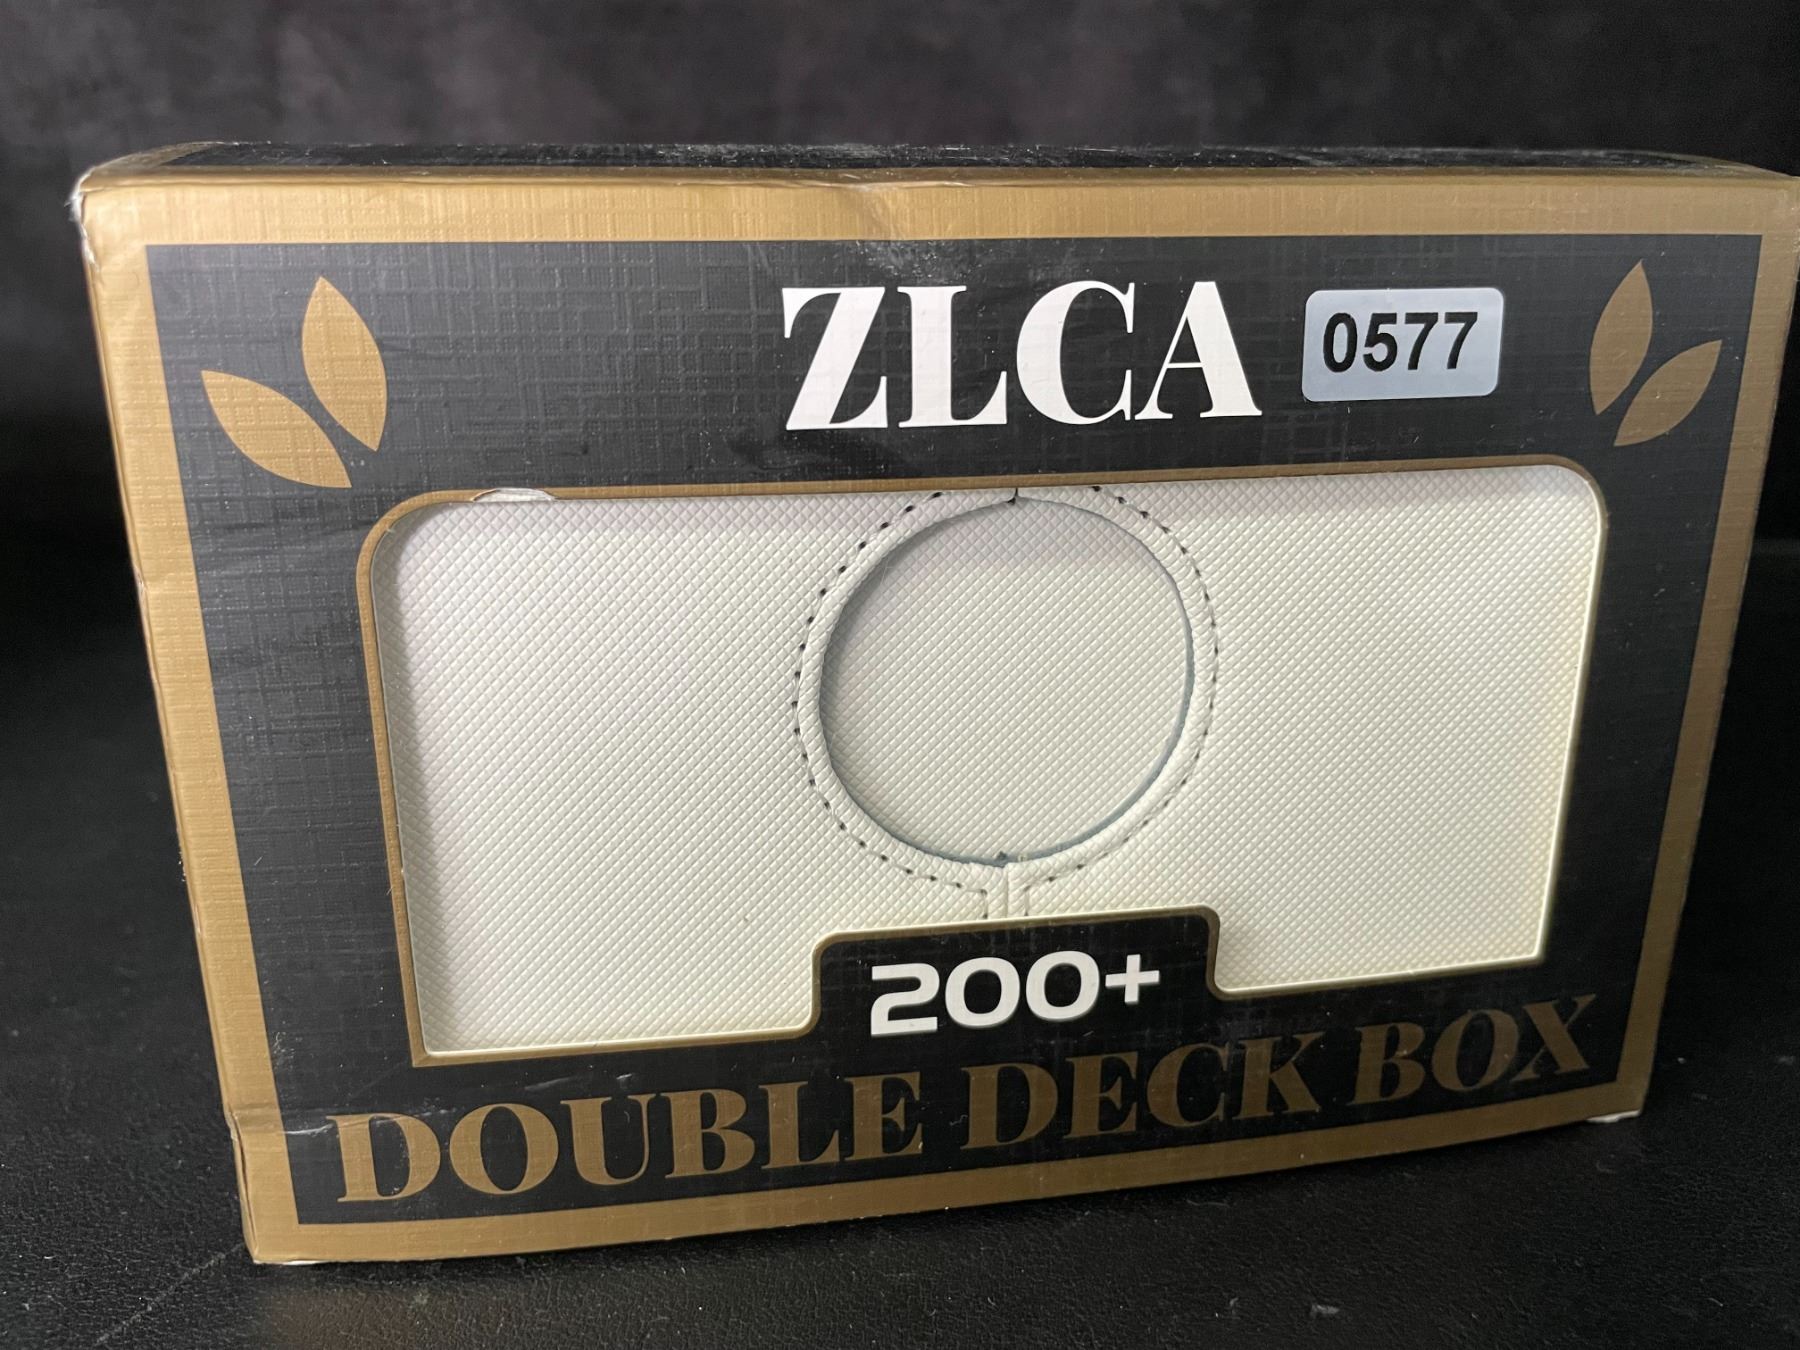 ZLCA
0577
200+
DOUBLE DECK BOX